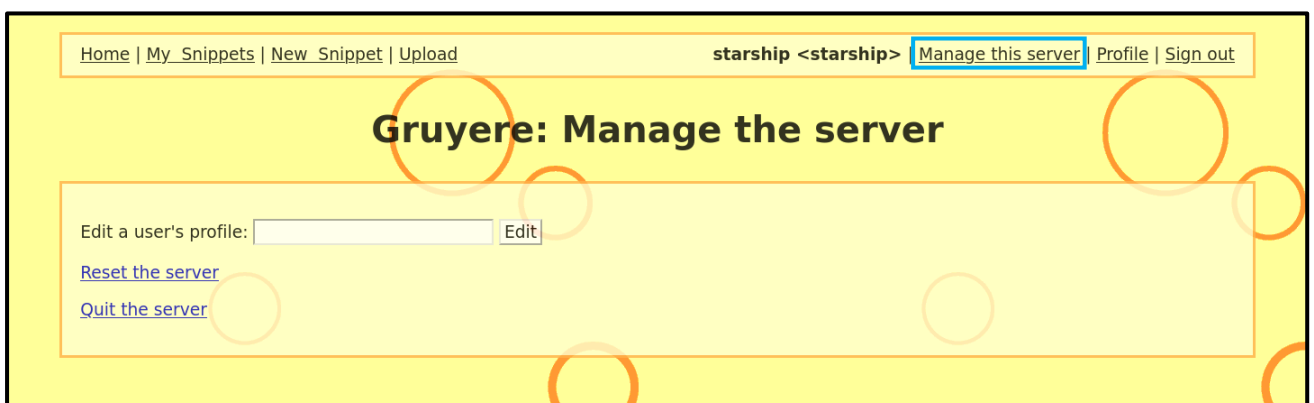 Home | My Snippets | New Snippet | Upload
starship <starship> | Manage this server | Profile | Sign out
Gruyere: Manage the server
Edit a user's profile: Edit
Reset the server
Quit the server